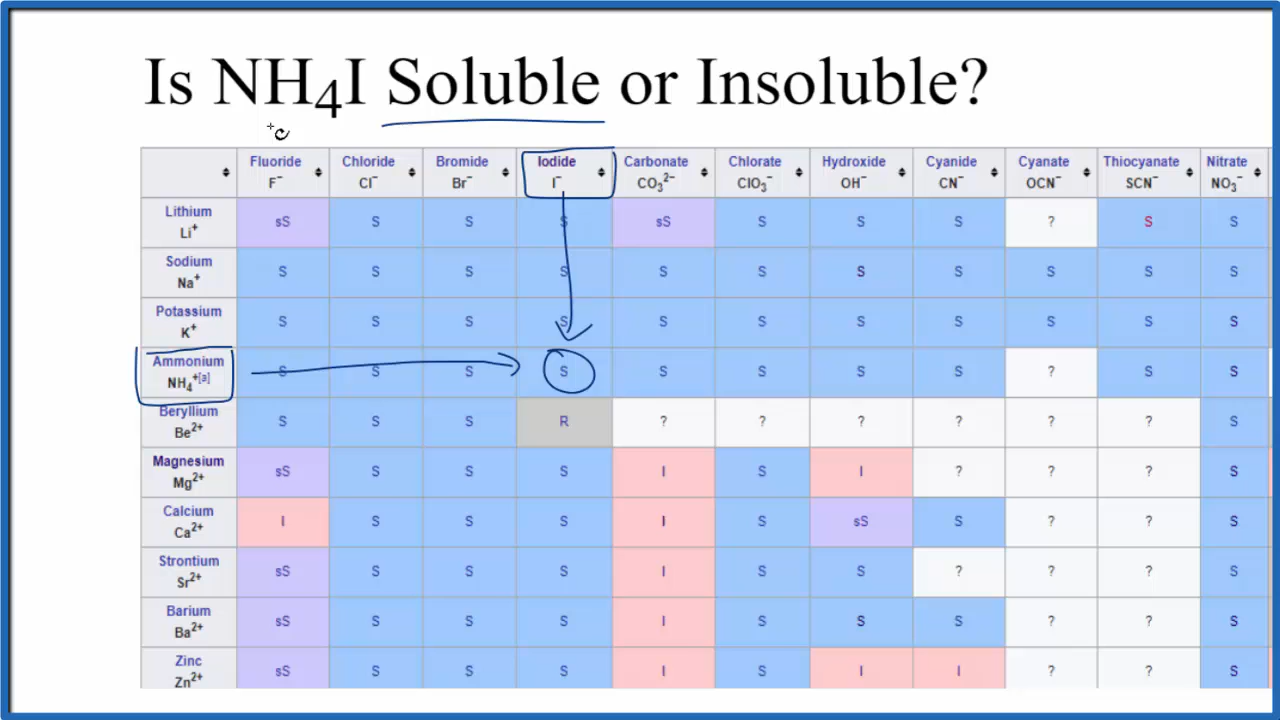 Is NH₄I Soluble or Insoluble?
Fluoride F⁻ Chloride Cl⁻ Bromide Br⁻ Iodide I⁻ Carbonate CO₃²⁻ Chlorate ClO₃⁻ Hydroxide OH⁻ Cyanide CN⁻ Cyanate OCN⁻ Thiocyanate SCN⁻ Nitrate NO₃⁻
Lithium Li⁺ sS S S S sS S S S ? S S
Sodium Na⁺ S S S S S S S S S S S
Potassium K⁺ S S S S S S S S S S S
Ammonium NH₄⁺[3] S S S S S S S S ? S S
Beryllium Be²⁺ S S S R ? ? ? ? ? ? S
Magnesium Mg²⁺ sS S S S I S I ? ? ? S
Calcium Ca²⁺ I S S S I S sS S ? ? S
Strontium Sr²⁺ sS S S S I S S ? ? ? S
Barium Ba²⁺ sS S S S I S S S ? ? S
Zinc Zn²⁺ sS S S S I S I I ? ? S